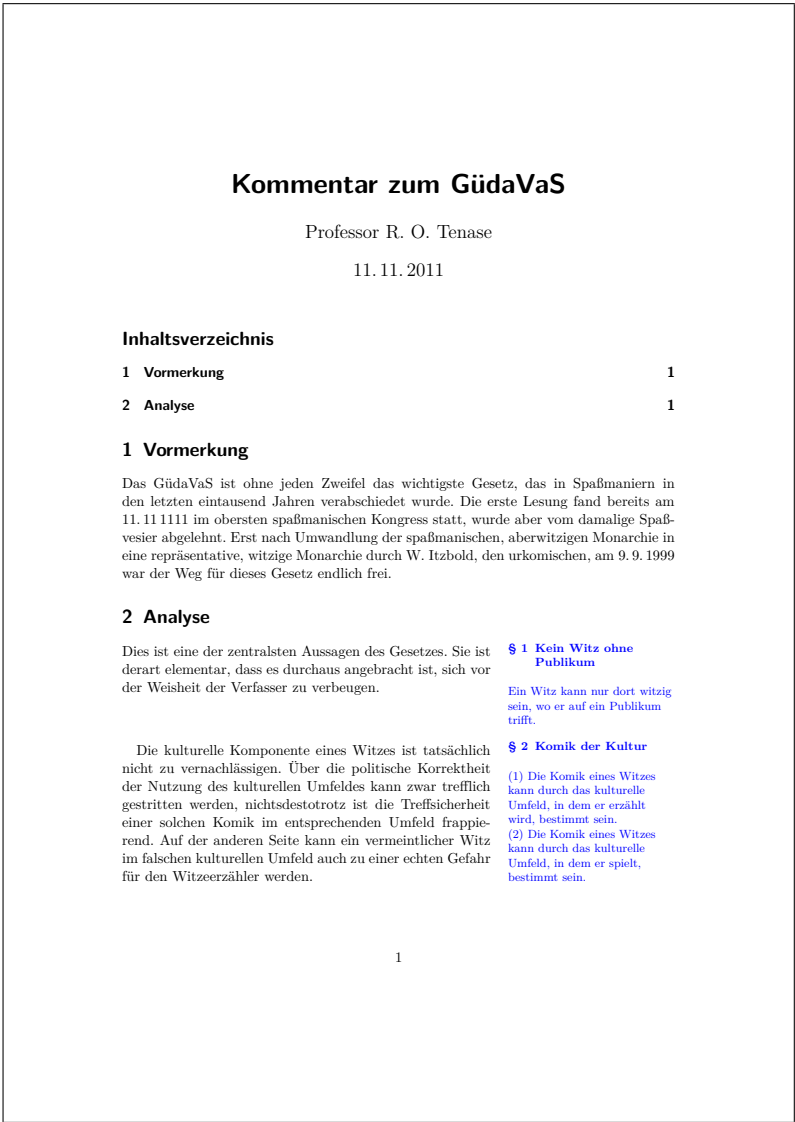 Kommentar zum GüdaVaS
Professor R. O. Tenase
11. 11. 2011
Inhaltsverzeichnis
1 Vormerkung 1
2 Analyse 1
1 Vormerkung
Das GüdaVaS ist ohne jeden Zweifel das wichtigste Gesetz, das in Spaßmaniern in
den letzten eintausend Jahren verabschiedet wurde. Die erste Lesung fand bereits am
11. 11 1111 im obersten spaßmanischen Kongress statt, wurde aber vom damalige Spaß-
vesier abgelehnt. Erst nach Umwandlung der spaßmanischen, aberwitzigen Monarchie in
eine repräsentative, witzige Monarchie durch W. Itzbold, den urkomischen, am 9. 9. 1999
war der Weg für dieses Gesetz endlich frei.
2 Analyse
Dies ist eine der zentralsten Aussagen des Gesetzes. Sie ist
derart elementar, dass es durchaus angebracht ist, sich vor
der Weisheit der Verfasser zu verbeugen.
§ 1 Kein Witz ohne
Publikum
Ein Witz kann nur dort witzig
sein, wo er auf ein Publikum
trifft.
Die kulturelle Komponente eines Witzes ist tatsächlich
nicht zu vernachlässigen. Über die politische Korrektheit
der Nutzung des kulturellen Umfeldes kann zwar trefflich
gestritten werden, nichtsdestotrotz ist die Treffsicherheit
einer solchen Komik im entsprechenden Umfeld frappie-
rend. Auf der anderen Seite kann ein vermeintlicher Witz
im falschen kulturellen Umfeld auch zu einer echten Gefahr
für den Witzeerzähler werden.
§ 2 Komik der Kultur
(1) Die Komik eines Witzes
kann durch das kulturelle
Umfeld, in dem er erzählt
wird, bestimmt sein.
(2) Die Komik eines Witzes
kann durch das kulturelle
Umfeld, in dem er spielt,
bestimmt sein.
1